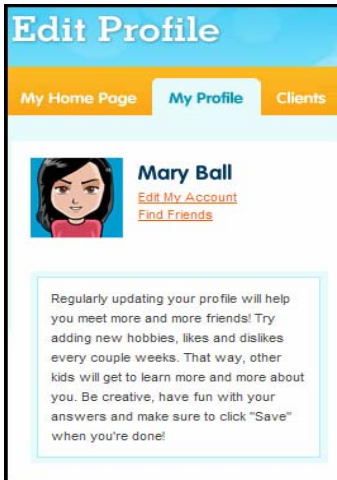 Edit Profile
My Home Page My Profile Clients
Mary Ball
Edit My Account
Find Friends
Regularly updating your profile will help
you meet more and more friends! Try
adding new hobbies, likes and dislikes
every couple weeks. That way, other
kids will get to learn more and more about
you. Be creative, have fun with your
answers and make sure to click "Save"
when you're done!